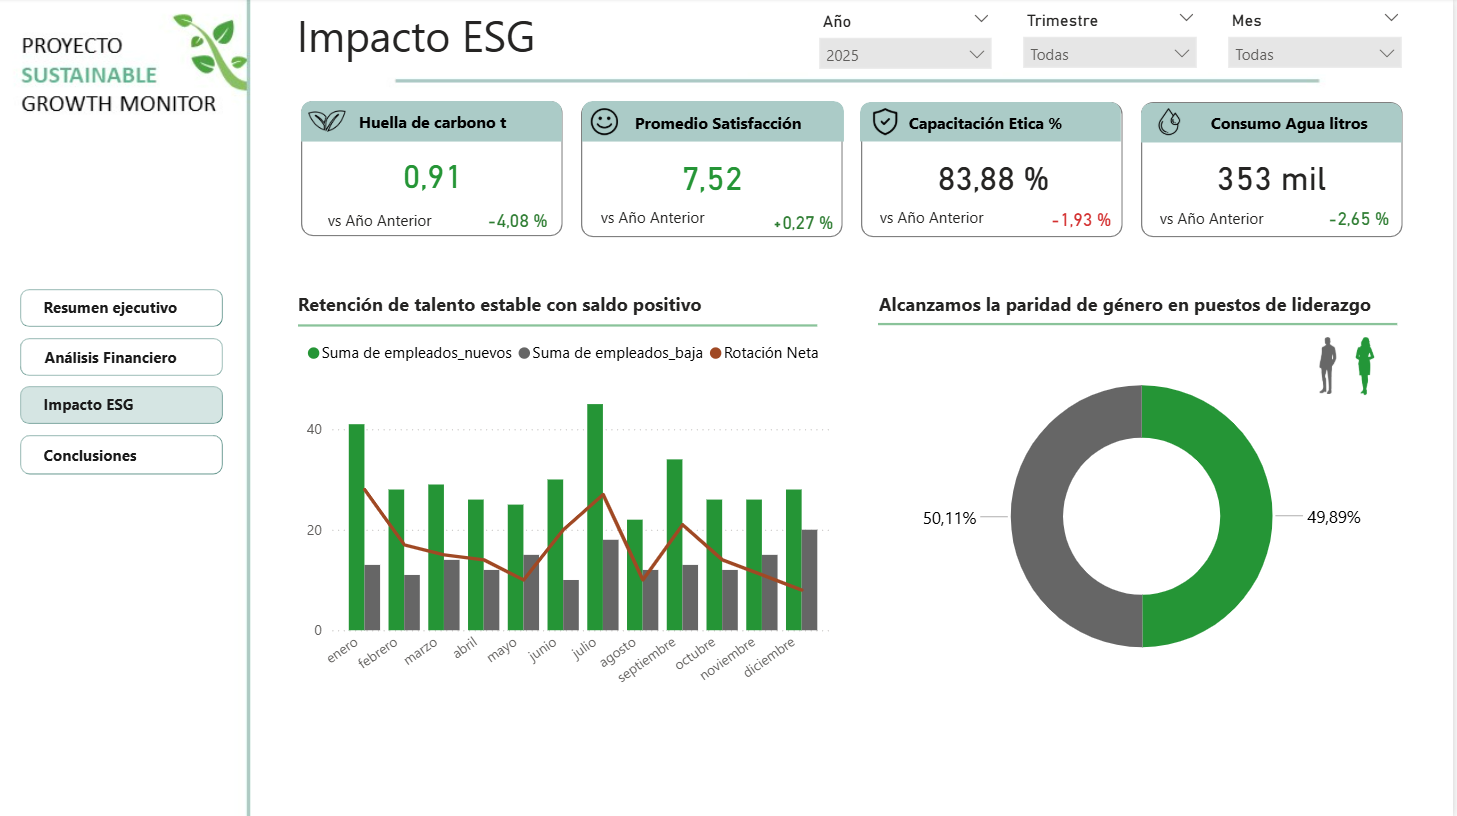 PROYECTO
SUSTAINABLE
GROWTH MONITOR
Impacto ESG
Año
2025
Trimestre
Todas
Mes
Todas
Huella de carbono t
0,91
vs Año Anterior
-4,08 %
Promedio Satisfacción
7,52
vs Año Anterior
+0,27 %
Capacitación Etica %
83,88 %
vs Año Anterior
-1,93 %
Consumo Agua litros
353 mil
vs Año Anterior
-2,65 %
Resumen ejecutivo
Análisis Financiero
Impacto ESG
Conclusiones
Retención de talento estable con saldo positivo
Suma de empleados_nuevos Suma de empleados_baja Rotación Neta
40
20
0
enero febrero marzo abril mayo junio julio agosto septiembre octubre noviembre diciembre
Alcanzamos la paridad de género en puestos de liderazgo
50,11%
49,89%